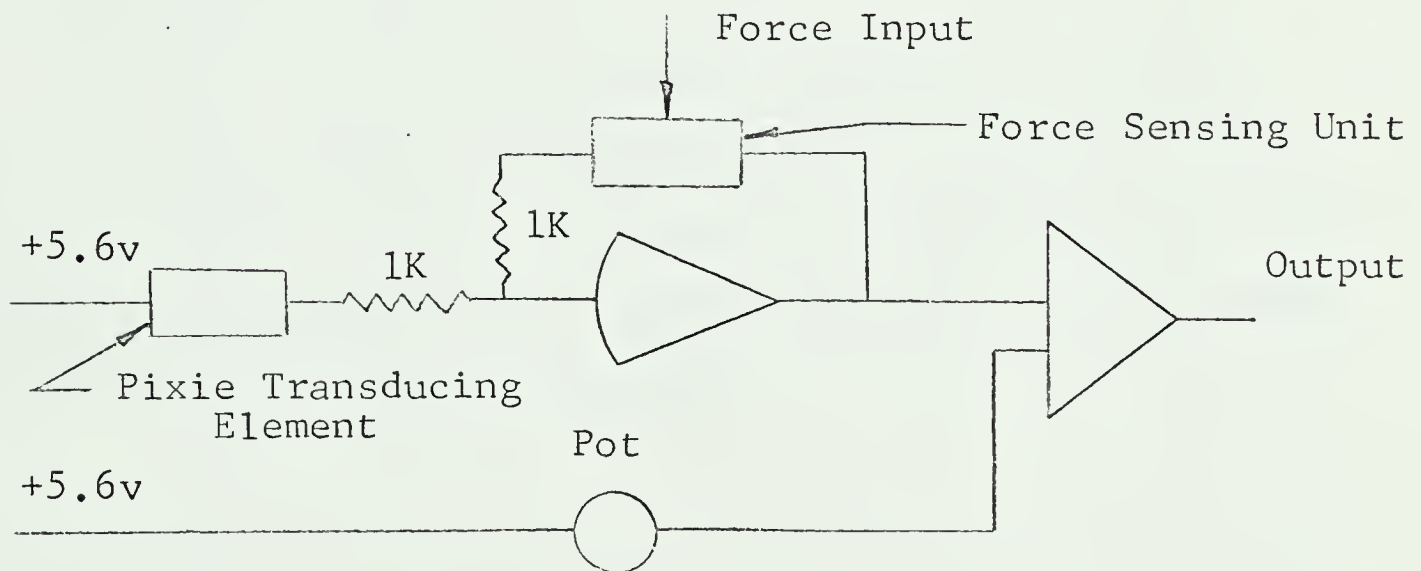 Force Input
Force Sensing Unit
+5.6v
1K
1K
Output
Pixie Transducing
Element
Pot
+5.6v